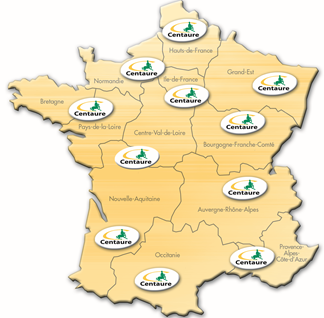 Centaure
Hauts-de-France
Centaure
Normandie
Ile-de-France
Grand-Est
Centaure
Centaure
Bretagne
Centaure
Pays-de-la-Loire
Centre-Val-de-Loire
Centaure
Bourgogne-Franche-Comté
Centaure
Centaure
Nouvelle-Aquitaine
Auvergne-Rhône-Alpes
Centaure
Occitanie
Centaure
Centaure
Provence-
Alpes-
Côte-d'Azur